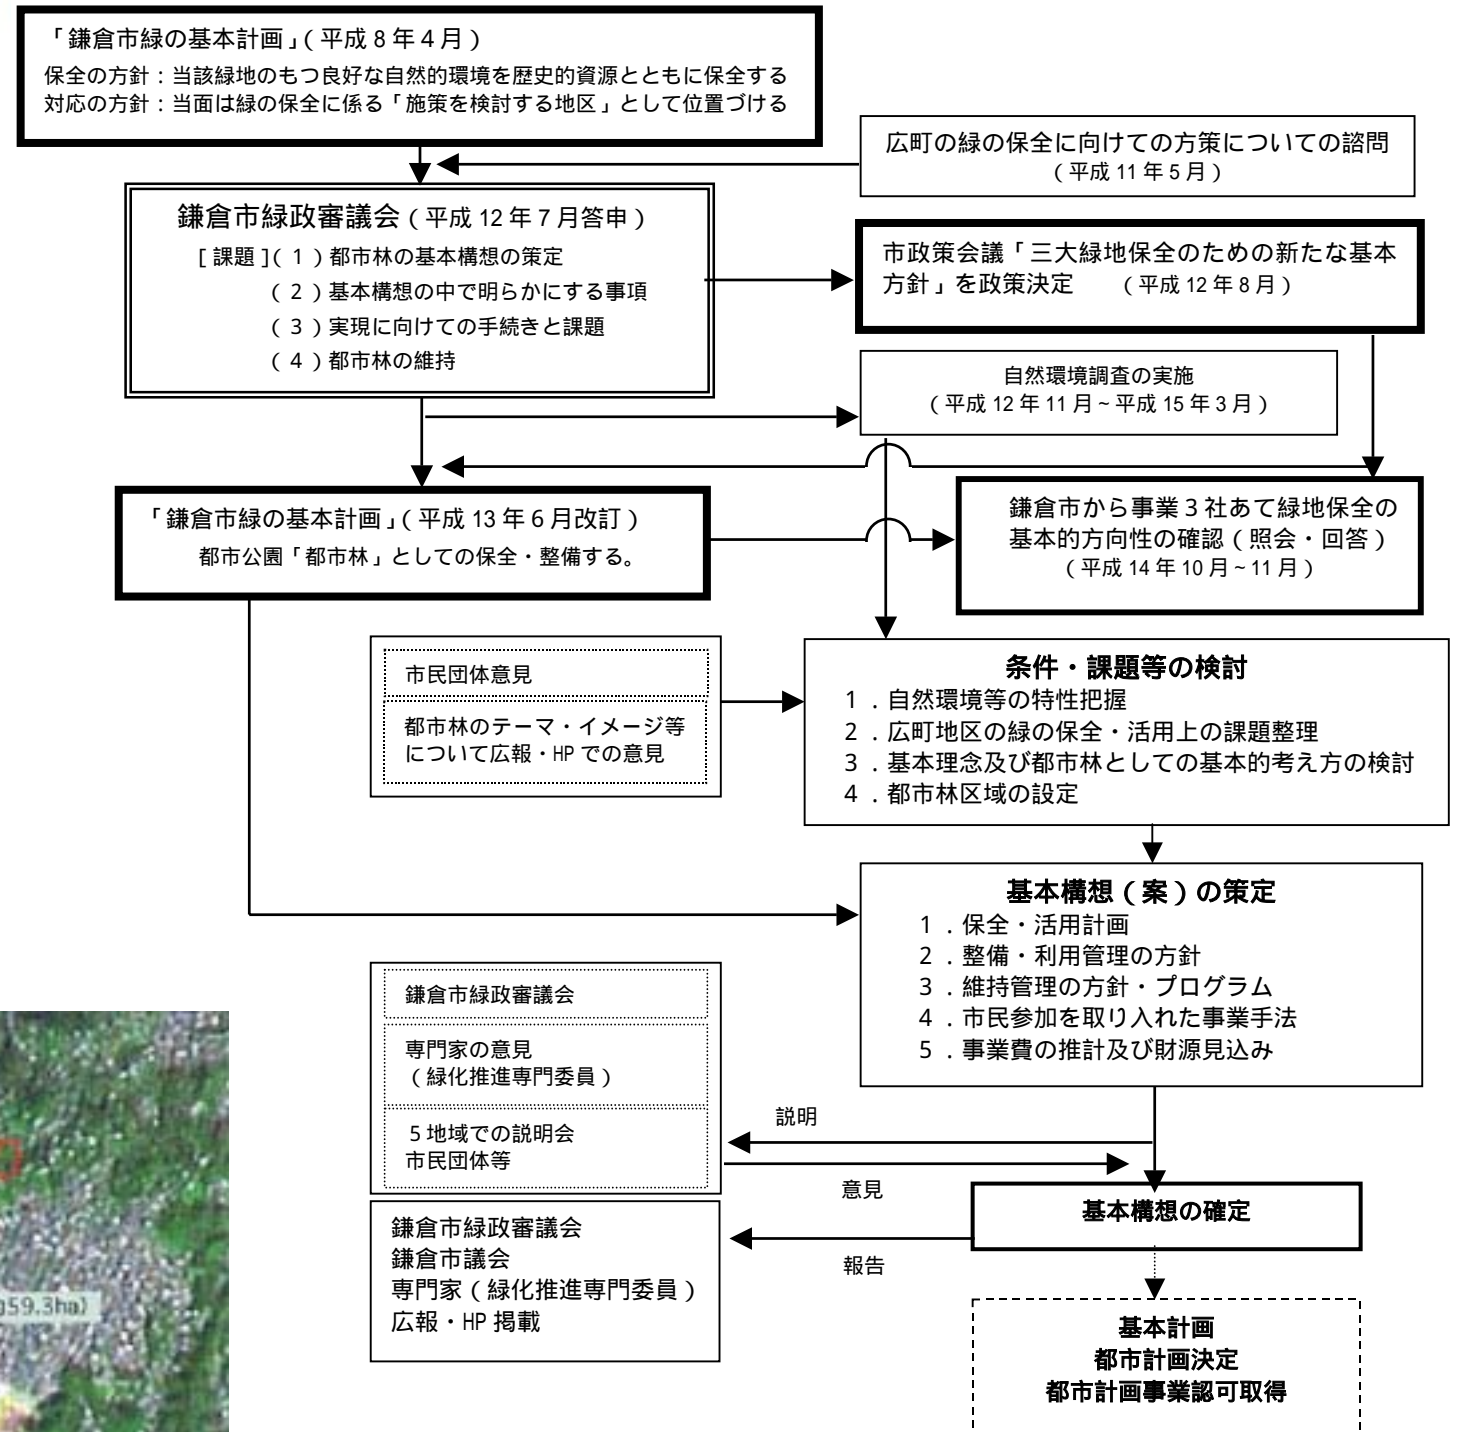 「鎌倉市緑の基本計画」(平成8年4月)
保全の方針:当該緑地のもつ良好な自然的環境を歴史的資源とともに保全する
対応の方針:当面は緑の保全に係る「施策を検討する地区」として位置づける
広町の緑の保全に向けての方策についての諮問
(平成11年5月)
鎌倉市緑政審議会(平成12年7月答申)
[課題](1)都市林の基本構想の策定
(2)基本構想の中で明らかにする事項
(3)実現に向けての手続きと課題
(4)都市林の維持
市政策会議「三大緑地保全のための新たな基本
方針」を政策決定 (平成12年8月)
自然環境調査の実施
(平成12年11月~平成15年3月)
「鎌倉市緑の基本計画」(平成13年6月改訂)
都市公園「都市林」としての保全・整備する。
鎌倉市から事業3社あて緑地保全の
基本的方向性の確認(照会・回答)
(平成14年10月~11月)
市民団体意見
都市林のテーマ・イメージ等
について広報・HPでの意見
条件・課題等の検討
1.自然環境等の特性把握
2.広町地区の緑の保全・活用上の課題整理
3.基本理念及び都市林としての基本的考え方の検討
4.都市林区域の設定
基本構想(案)の策定
1.保全・活用計画
2.整備・利用管理の方針
3.維持管理の方針・プログラム
4.市民参加を取り入れた事業手法
5.事業費の推計及び財源見込み
鎌倉市緑政審議会
専門家の意見
(緑化推進専門委員)
5地域での説明会
市民団体等
説明
意見
基本構想の確定
報告
鎌倉市緑政審議会
鎌倉市議会
専門家(緑化推進専門委員)
広報・HP掲載
基本計画
都市計画決定
都市計画事業認可取得
59.3ha)